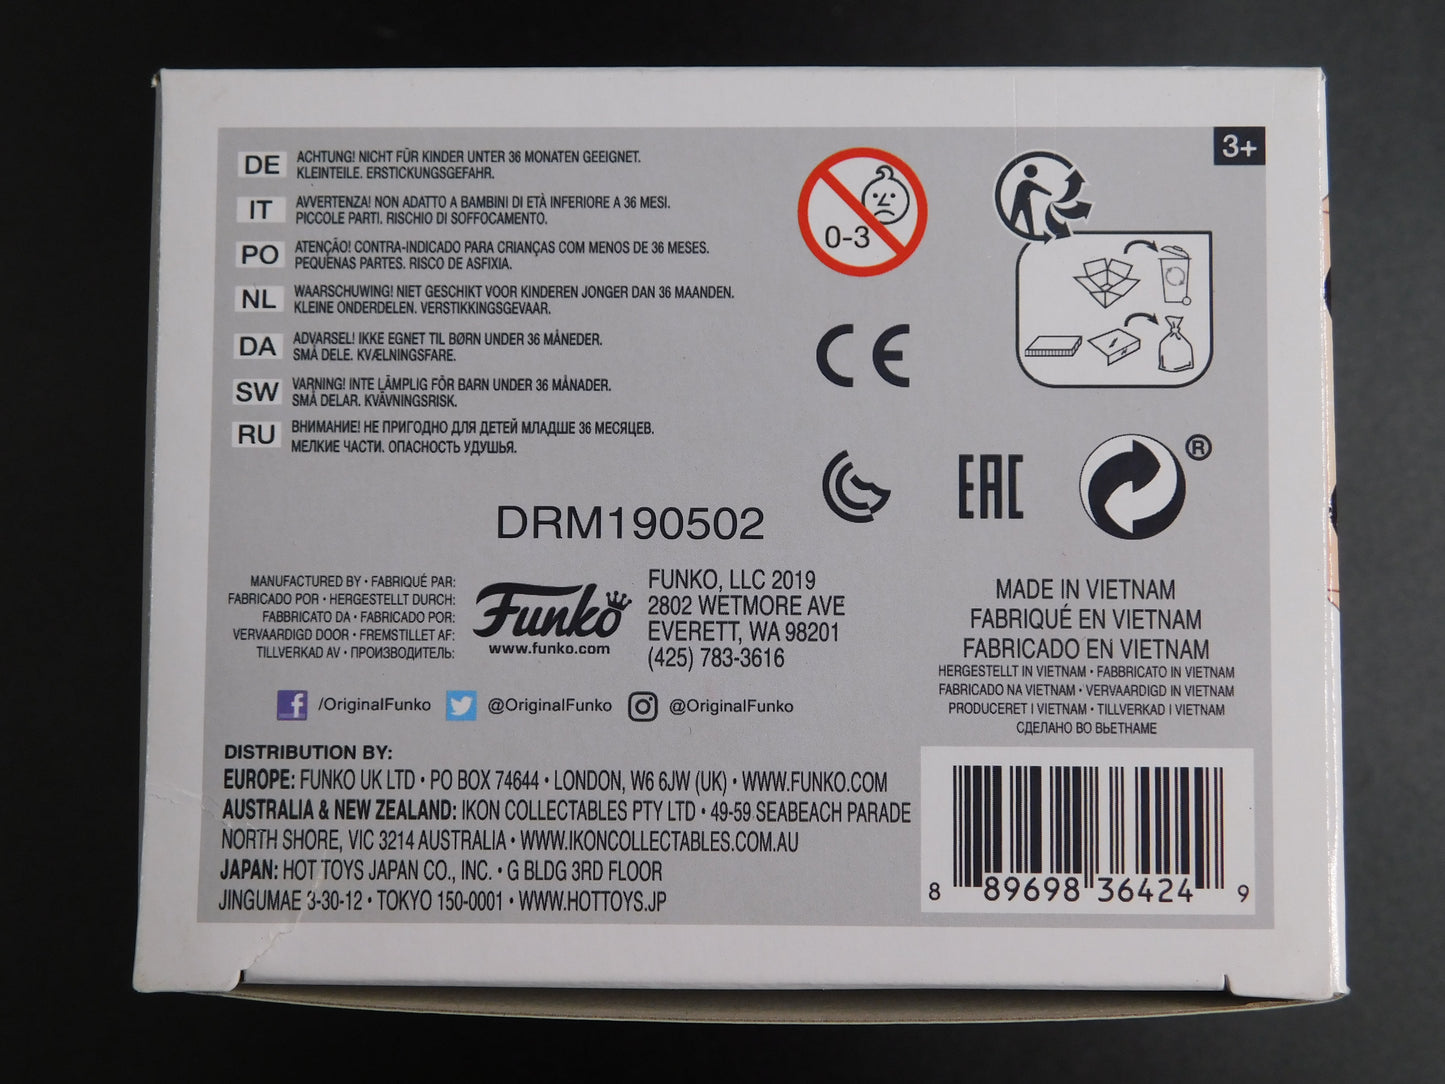 3+
DE
ACHTUNG! NICHT FÜR KINDER UNTER 36 MONATEN GEEIGNET.
KLEINTEILE. ERSTICKUNGSGEFAHR.
IT
AVVERTENZA! NON ADATTO A BAMBINI DI ETÀ INFERIORE A 36 MESI.
PICCOLE PARTI. RISCHIO DI SOFFOCAMENTO.
PO
ATENÇÃO! CONTRA-INDICADO PARA CRIANÇAS COM MENOS DE 36 MESES.
PEQUENAS PARTES. RISCO DE ASFIXIA.
NL
WAARSCHUWING! NIET GESCHIKT VOOR KINDEREN JONGER DAN 36 MAANDEN.
KLEINE ONDERDELEN. VERSTIKKINGSGEVAAR.
DA
ADVARSEL! IKKE EGNET TIL BØRN UNDER 36 MÅNEDER.
SMÅ DELE. KVÆLNINGSFARE.
SW
VARNING! INTE LÄMPLIG FÖR BARN UNDER 36 MÅNADER.
SMÅ DELAR. KVÄVNINGSRISK.
RU
ВНИМАНИЕ! НЕ ПРИГОДНО ДЛЯ ДЕТЕЙ МЛАДШЕ 36 МЕСЯЦЕВ.
МЕЛКИЕ ЧАСТИ. ОПАСНОСТЬ УДУШЬЯ.
0-3
CE
EAC
®
DRM190502
MANUFACTURED BY • FABRIQUÉ PAR:
FABRICADO POR • HERGESTELLT DURCH:
FABBRICATO DA • FABRICADO POR:
VERVAARDIGD DOOR • FREMSTILLET AF:
TILLVERKAD AV • ПРОИЗВОДИТЕЛЬ:
Funko
www.funko.com
FUNKO, LLC 2019
2802 WETMORE AVE
EVERETT, WA 98201
(425) 783-3616
MADE IN VIETNAM
FABRIQUÉ EN VIETNAM
FABRICADO EN VIETNAM
HERGESTELLT IN VIETNAM • FABBRICATO IN VIETNAM
FABRICADO NA VIETNAM • VERVAARDIGD IN VIETNAM
PRODUCERET I VIETNAM • TILLVERKAD I VIETNAM
СДЕЛАНО ВО ВЬЕТНАМЕ
/OriginalFunko @OriginalFunko @OriginalFunko
DISTRIBUTION BY:
EUROPE: FUNKO UK LTD • PO BOX 74644 • LONDON, W6 6JW (UK) • WWW.FUNKO.COM
AUSTRALIA & NEW ZEALAND: IKON COLLECTABLES PTY LTD • 49-59 SEABEACH PARADE
NORTH SHORE, VIC 3214 AUSTRALIA • WWW.IKONCOLLECTABLES.COM.AU
JAPAN: HOT TOYS JAPAN CO., INC. • G BLDG 3RD FLOOR
JINGUMAE 3-30-12 • TOKYO 150-0001 • WWW.HOTTOYS.JP
8 89698 36424 9